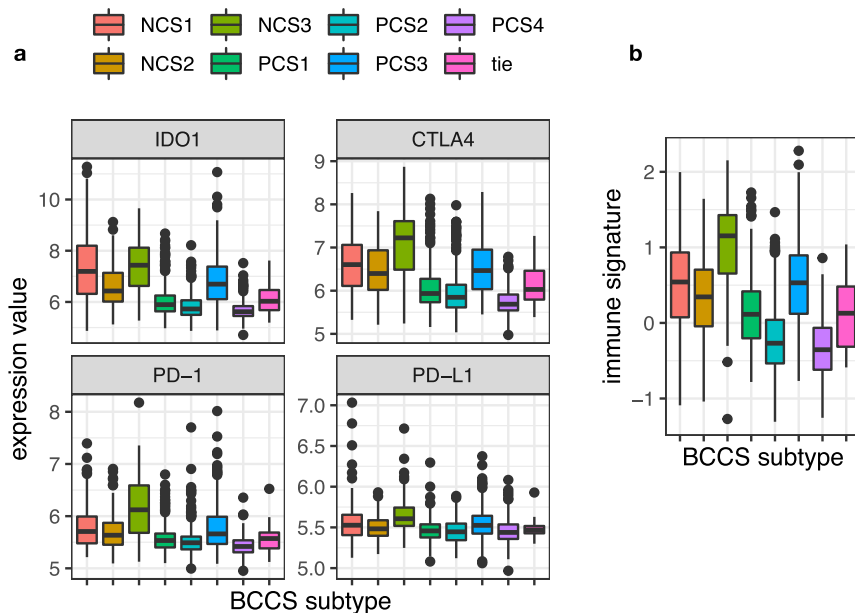 NCS1 NCS3 PCS2 PCS4
NCS2 PCS1 PCS3 tie
a
b
IDO1
CTLA4
10
8
6
9
8
7
6
5
PD−1
PD−L1
8
7
6
5
7.0
6.5
6.0
5.5
5.0
expression value
BCCS subtype
2
1
0
−1
immune signature
BCCS subtype